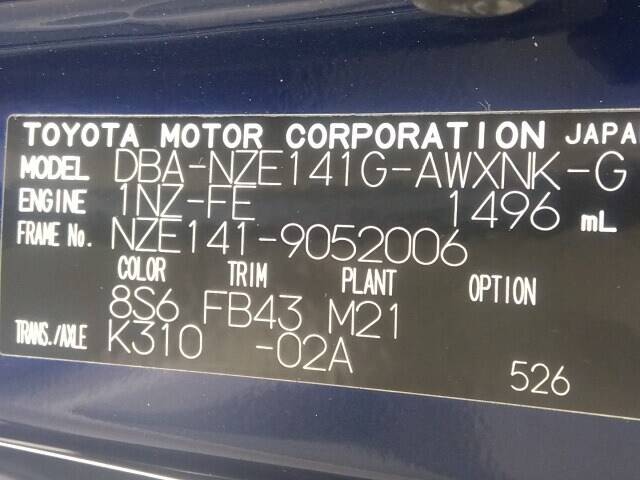 TOYOTA MOTOR CORPORATION JAPA
MODEL DBA-NZE141G-AWXNK-G
ENGINE 1NZ-FE 1496 mL
FRAME No. NZE141-9052006
COLOR TRIM PLANT OPTION
8S6 FB43 M21
TRANS./AXLE K310 -02A
526